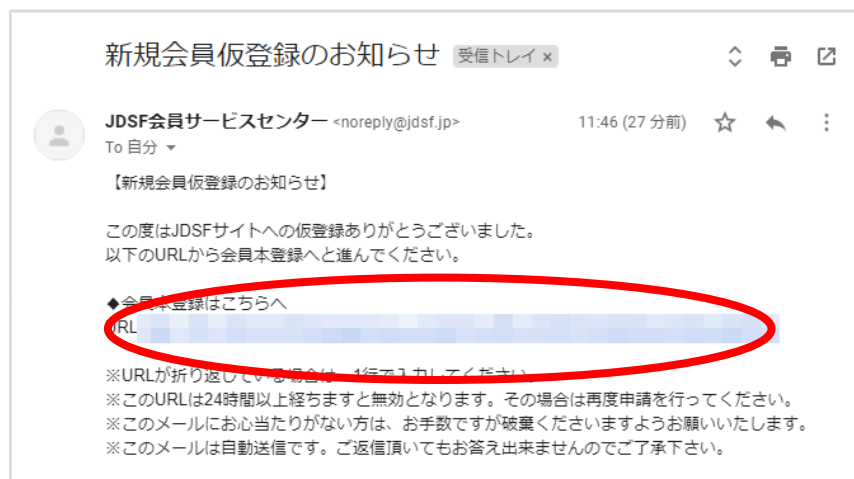 新規会員仮登録のお知らせ 受信トレイ ×
JDSF会員サービスセンター <noreply@jdsf.jp> 11:46 (27 分前)
To 自分
【新規会員仮登録のお知らせ】
この度はJDSFサイトへの仮登録ありがとうございました。
以下のURLから会員本登録へと進んでください。
◆会員本登録はこちらへ
URL
※URLが折り返している場合は、1行で入力してください。
※このURLは24時間以上経ちますと無効となります。その場合は再度申請を行ってください。
※このメールにお心当たりがない方は、お手数ですが破棄くださいますようお願いいたします。
※このメールは自動送信です。ご返信頂いてもお答え出来ませんのでご了承下さい。